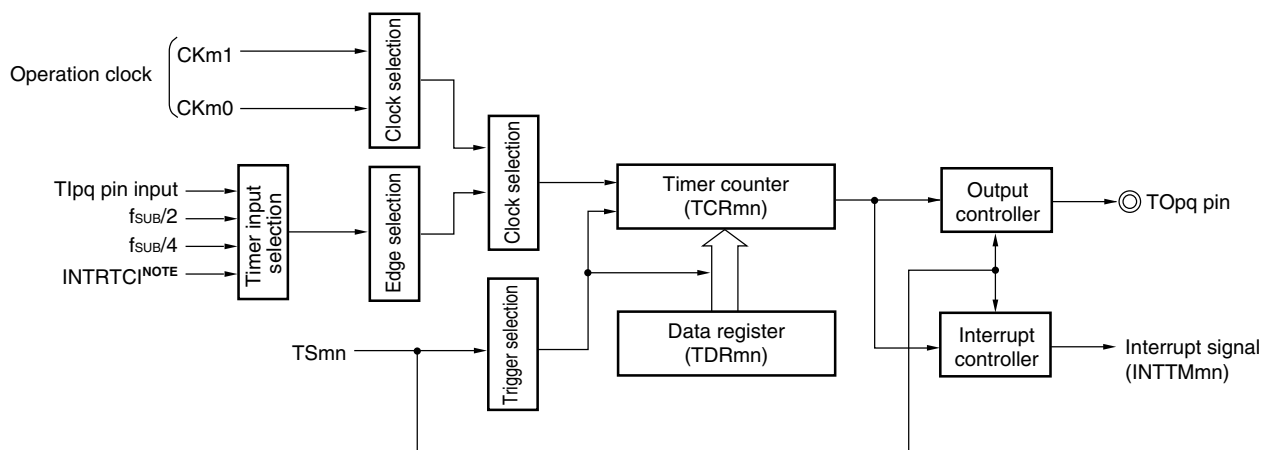 Operation clock
CKm1
CKm0
Clock selection
Clock selection
TIpq pin input
fSUB/2
fSUB/4
INTRTCINOTE
Timer input
selection
Edge selection
TSmn
Trigger selection
Timer counter
(TCRmn)
Data register
(TDRmn)
Output
controller
TOpq pin
Interrupt
controller
Interrupt signal
(INTTMmn)